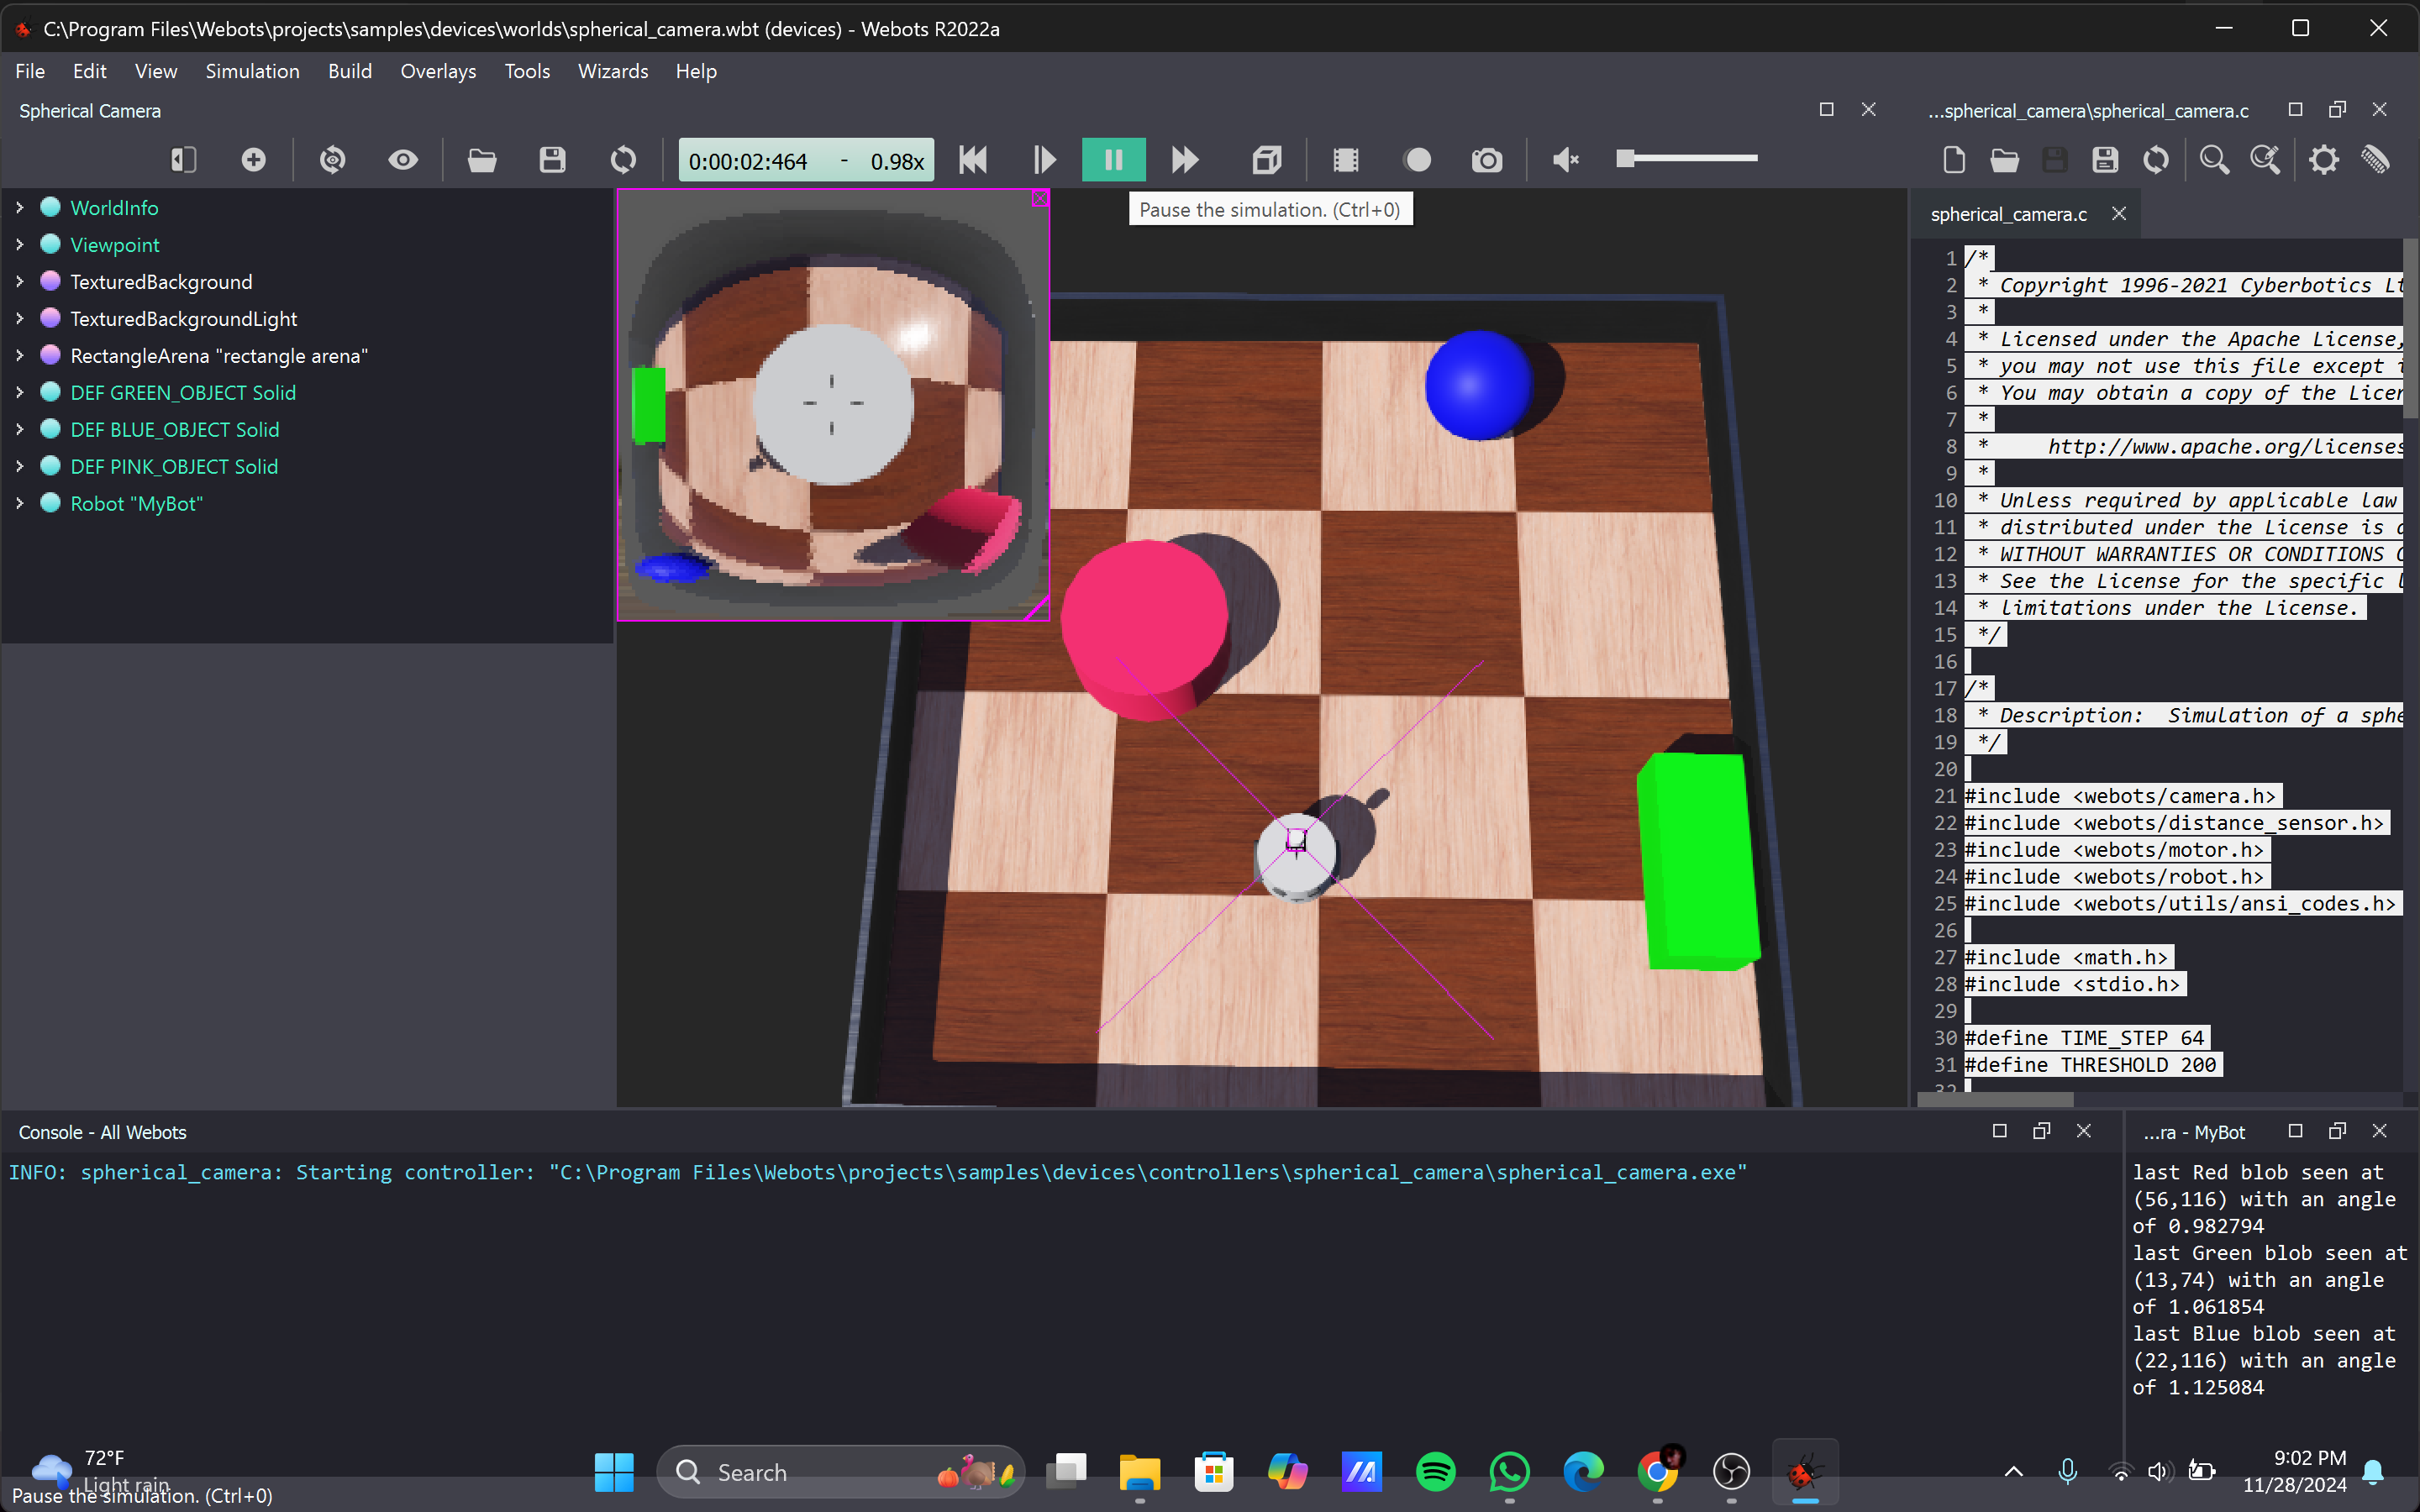 C:\Program Files\Webots\projects\samples\devices\worlds\spherical_camera.wbt (devices) - Webots R2022a
File Edit View Simulation Build Overlays Tools Wizards Help
Spherical Camera
...spherical_camera\spherical_camera.c
0:00:02:464 - 0.98x
Pause the simulation. (Ctrl+0)
WorldInfo
Viewpoint
TexturedBackground
TexturedBackgroundLight
RectangleArena "rectangle arena"
DEF GREEN_OBJECT Solid
DEF BLUE_OBJECT Solid
DEF PINK_OBJECT Solid
Robot "MyBot"
spherical_camera.c
1 /*
2 * Copyright 1996-2021 Cyberbotics Lt
3 *
4 * Licensed under the Apache License,
5 * you may not use this file except i
6 * You may obtain a copy of the Licen
7 *
8 * http://www.apache.org/licenses
9 *
10 * Unless required by applicable law
11 * distributed under the License is
12 * WITHOUT WARRANTIES OR CONDITIONS
13 * See the License for the specific l
14 * limitations under the License.
15 */
16
17 /*
18 * Description: Simulation of a sphe
19 */
20
21 #include <webots/camera.h>
22 #include <webots/distance_sensor.h>
23 #include <webots/motor.h>
24 #include <webots/robot.h>
25 #include <webots/utils/ansi_codes.h>
26
27 #include <math.h>
28 #include <stdio.h>
29
30 #define TIME_STEP 64
31 #define THRESHOLD 200
32
Console - All Webots
INFO: spherical_camera: Starting controller: "C:\Program Files\Webots\projects\samples\devices\controllers\spherical_camera\spherical_camera.exe"
...ra - MyBot
last Red blob seen at
(56,116) with an angle
of 0.982794
last Green blob seen at
(13,74) with an angle
of 1.061854
last Blue blob seen at
(22,116) with an angle
of 1.125084
72°F
Light rain
Pause the simulation. (Ctrl+0)
Search
9:02 PM
11/28/2024